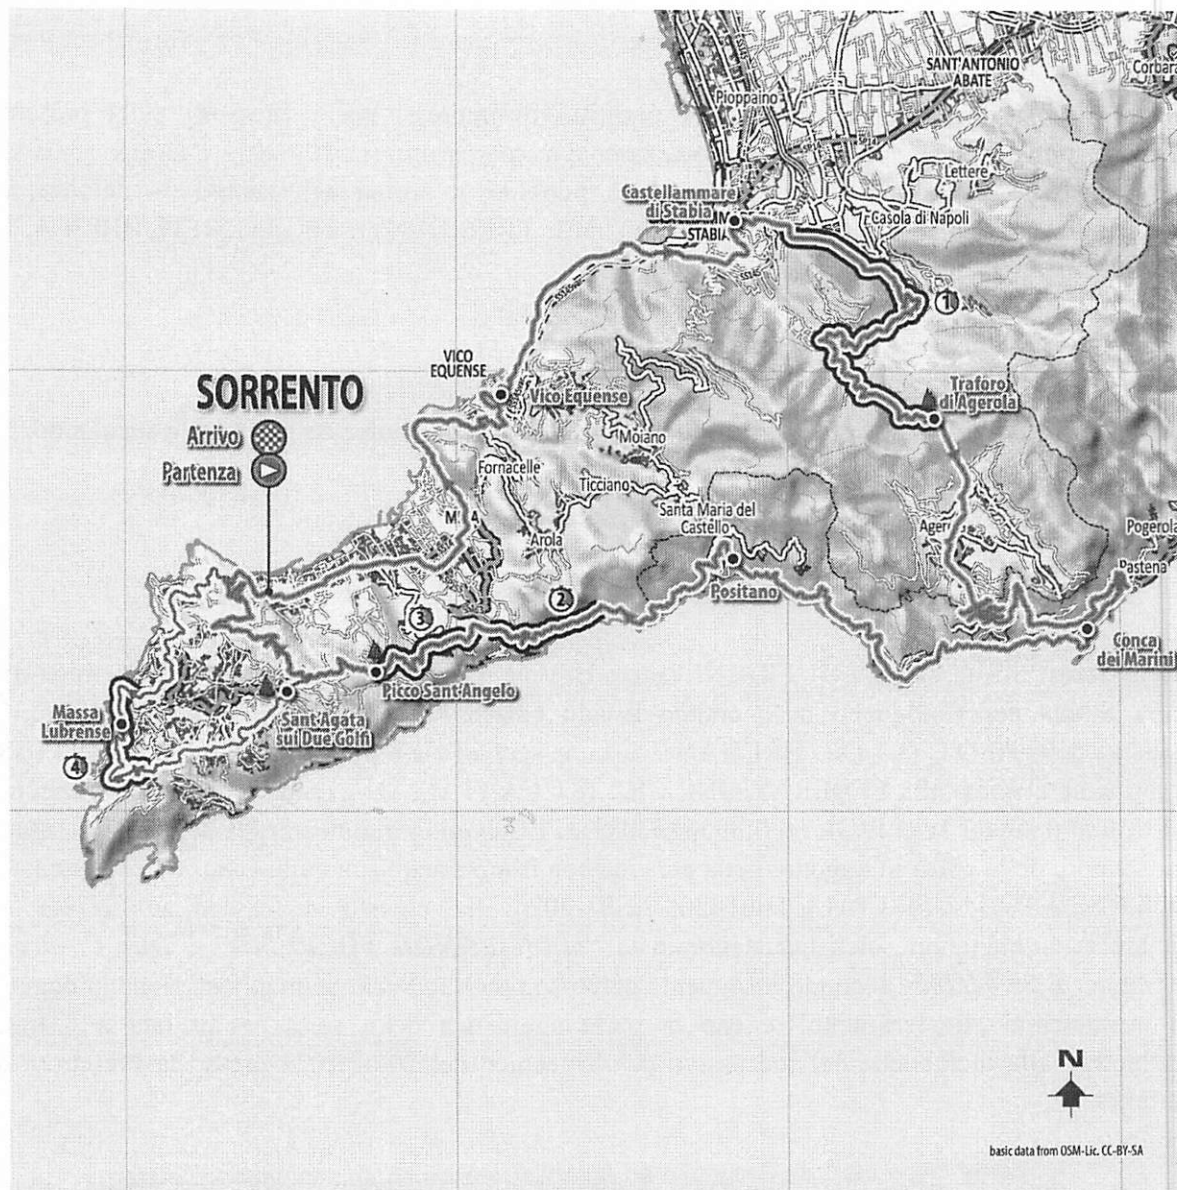 SANT'ANTONIO
ABATE
Corbara
Pioppaino
Lettere
Castellammare
di Stabia
STABIA
Casola di Napoli
SS145
1
VICO
EQUENSE
SORRENTO
Vico Equense
Traforo
di Agerola
Arrivo
Partenza
Moiano
Fornacelle
Ticciano
Santa Maria del
Castello
Arola
Pogerola
Pastena
Positano
2
3
Conca
dei Marini
Picco Sant'Angelo
Massa
Lubrense
Sant'Agata
sui Due Golfi
4
N
basic data from OSM-Lic. CC-BY-SA